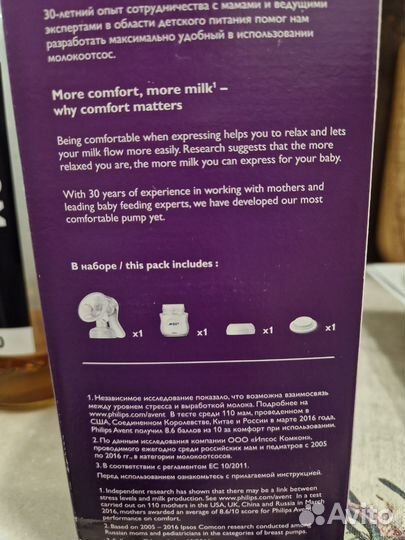 30-летний опыт сотрудничества с мамами и ведущими
экспертами в области детского питания помог нам
разработать максимально удобный в использовании
молокоотсос.
More comfort, more milk¹ –
why comfort matters
Being comfortable when expressing helps you to relax and lets
your milk flow more easily. Research suggests that the more
relaxed you are, the more milk you can express for your baby.
With 30 years of experience in working with mothers and
leading baby feeding experts, we have developed our most
comfortable pump yet.
В наборе / this pack includes :
x1 x1 x1 x1
1. Независимое исследование показало, что возможна взаимосвязь
между уровнем стресса и выработкой молока. Подробнее на
www.philips.com/avent В тесте среди 110 мам, проведенном в
США, Соединенном Королевстве, Китае и России в марте 2016 года,
Philips Avent получил 8.6 баллов из 10 за комфорт при использовании.
2. По данным исследования компании ООО «Ипсос Комкон»,
проводимого ежегодно среди российских мам и педиатров с 2005
по 2016 гг., в категории молокоотсосов.
3. В соответствии с регламентом ЕС 10/2011.
Перед использованием ознакомьтесь с прилагаемой инструкцией.
1. Independent research has shown that there may be a link between
stress levels and milk production. See www.philips.com/avent In a test
carried out on 110 mothers in the USA, UK, China and Russia in March
2016, mothers awarded an average of 8.6/10 score for Philips Avent
performance on comfort.
2. Based on 2005 - 2016 Ipsos Comcon research conducted among
Russian moms and pediatricians in the categories of breast pumps.
Avito